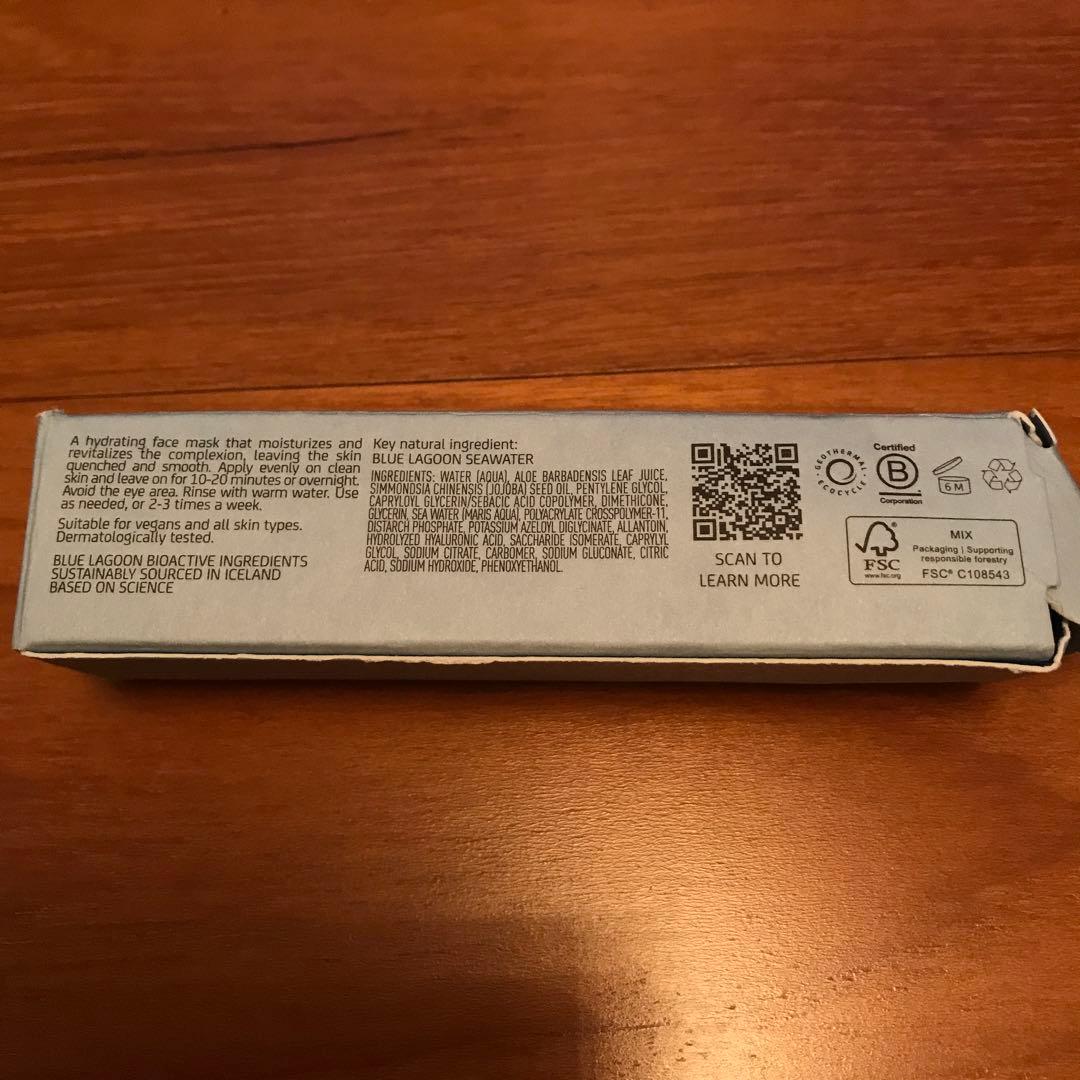 A hydrating face mask that moisturizes and
revitalizes the complexion, leaving the skin
quenched and smooth. Apply evenly on clean
skin and leave on for 10-20 minutes or overnight.
Avoid the eye area. Rinse with warm water. Use
as needed, or 2-3 times a week.
Suitable for vegans and all skin types.
Dermatologically tested.
BLUE LAGOON BIOACTIVE INGREDIENTS
SUSTAINABLY SOURCED IN ICELAND
BASED ON SCIENCE
Key natural ingredient:
BLUE LAGOON SEAWATER
INGREDIENTS: WATER (AQUA), ALOE BARBADENSIS LEAF JUICE,
SIMMONDSIA CHINENSIS (JOJOBA) SEED OIL, PENTYLENE GLYCOL,
CAPRYLOYL GLYCERIN/SEBACIC ACID COPOLYMER, DIMETHICONE,
GLYCERIN, SEA WATER (MARIS AQUA), POLYACRYLATE CROSSPOLYMER-11,
DISTARCH PHOSPHATE, POTASSIUM AZELOYL DIGLYCINATE, ALLANTOIN,
HYDROLYZED HYALURONIC ACID, SACCHARIDE ISOMERATE, CAPRYLYL
GLYCOL, SODIUM CITRATE, CARBOMER, SODIUM GLUCONATE, CITRIC
ACID, SODIUM HYDROXIDE, PHENOXYETHANOL.
SCAN TO
LEARN MORE
GEOTHERMAL
ECOCYCLE
Certified
B
Corporation
6 M
FSC
www.fsc.org
MIX
Packaging | Supporting
responsible forestry
FSC® C108543